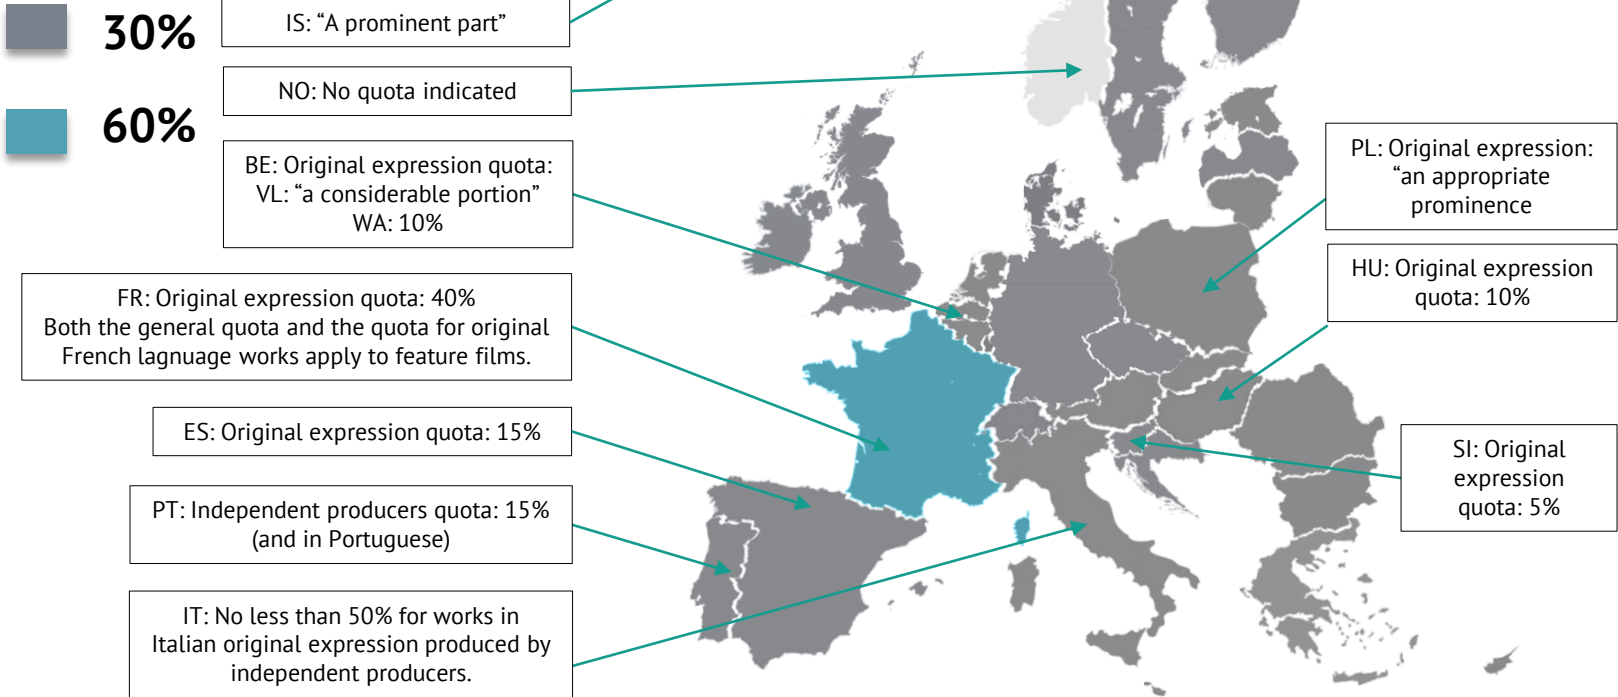 30%
60%
IS: “A prominent part”
NO: No quota indicated
BE: Original expression quota:
VL: “a considerable portion”
WA: 10%
FR: Original expression quota: 40%
Both the general quota and the quota for original
French lagnuage works apply to feature films.
ES: Original expression quota: 15%
PT: Independent producers quota: 15%
(and in Portuguese)
IT: No less than 50% for works in
Italian original expression produced by
independent producers.
PL: Original expression:
“an appropriate
prominence
HU: Original expression
quota: 10%
SI: Original
expression
quota: 5%